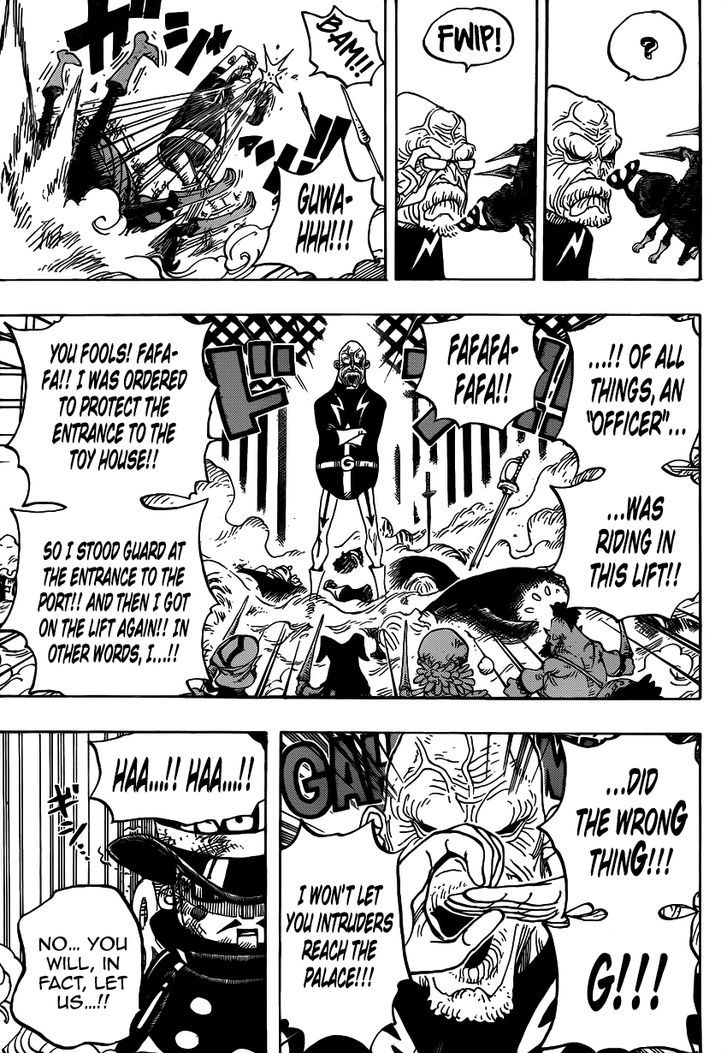 ?
FWIP!
BAM!!
GUWA-
HHH!!!
...!! OF ALL
THINGS, AN
"OFFICER"...
...WAS
RIDING IN
THIS LIFT!!
FAFAFA-
FAFA!!
YOU FOOLS! FAFA-
FA!! I WAS ORDERED
TO PROTECT THE
ENTRANCE TO THE
TOY HOUSE!!
SO I STOOD GUARD AT
THE ENTRANCE TO THE
PORT!! AND THEN I GOT
ON THE LIFT AGAIN!! IN
OTHER WORDS, I...!!
...DID
THE WRONG
THING!!!
G!!!
I WON'T LET
YOU INTRUDERS
REACH THE
PALACE!!!
HAA....!! HAA...!!
NO... YOU
WILL, IN
FACT, LET
US...!!